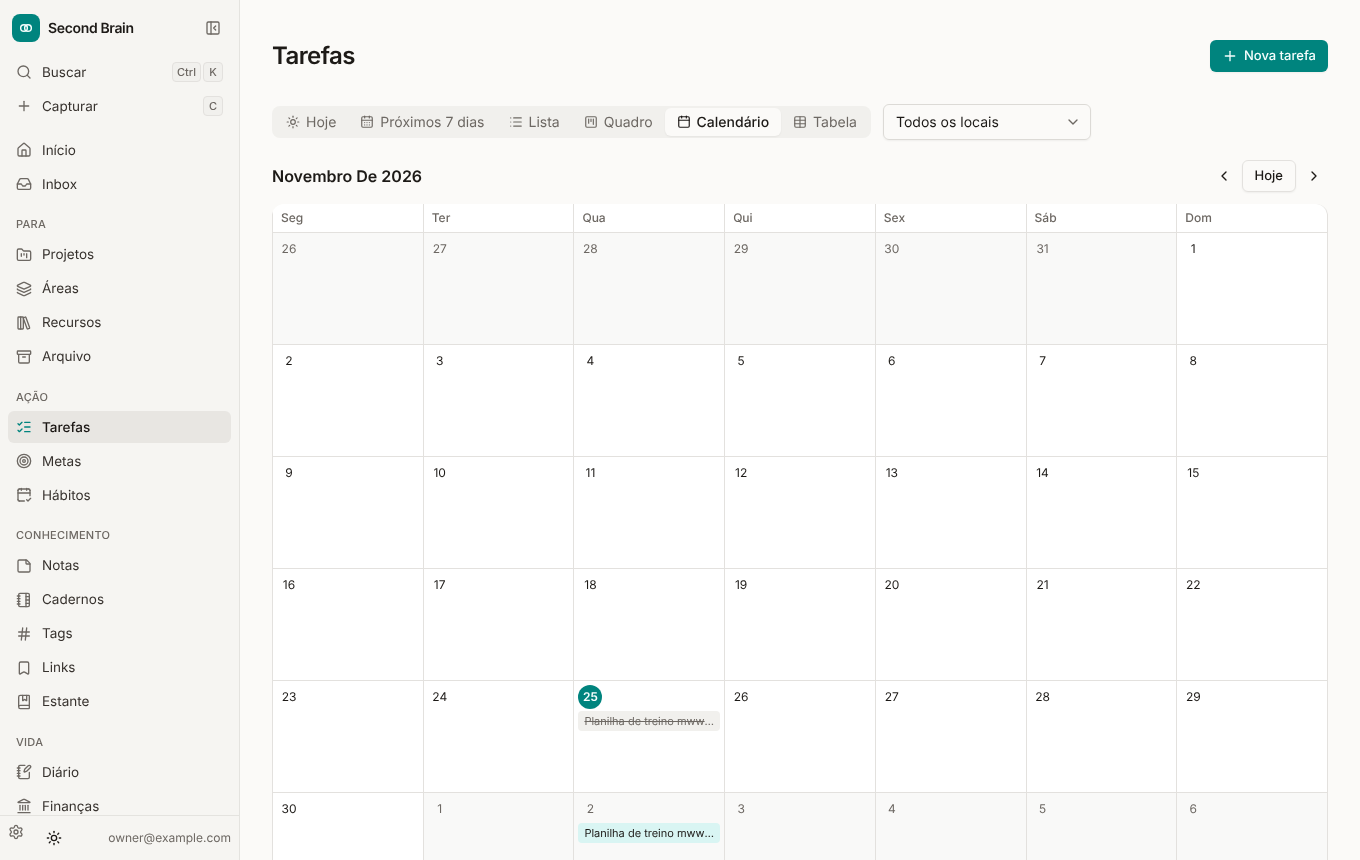 Second Brain
Buscar Ctrl K
Capturar C
Início
Inbox
PARA
Projetos
Áreas
Recursos
Arquivo
AÇÃO
Tarefas
Metas
Hábitos
CONHECIMENTO
Notas
Cadernos
Tags
Links
Estante
VIDA
Diário
Finanças
owner@example.com
Tarefas
Nova tarefa
Hoje Próximos 7 dias Lista Quadro Calendário Tabela Todos os locais
Novembro De 2026 Hoje
Seg Ter Qua Qui Sex Sáb Dom
26 27 28 29 30 31 1
2 3 4 5 6 7 8
9 10 11 12 13 14 15
16 17 18 19 20 21 22
23 24 25 26 27 28 29
Planilha de treino mww...
30 1 2 3 4 5 6
Planilha de treino mww...